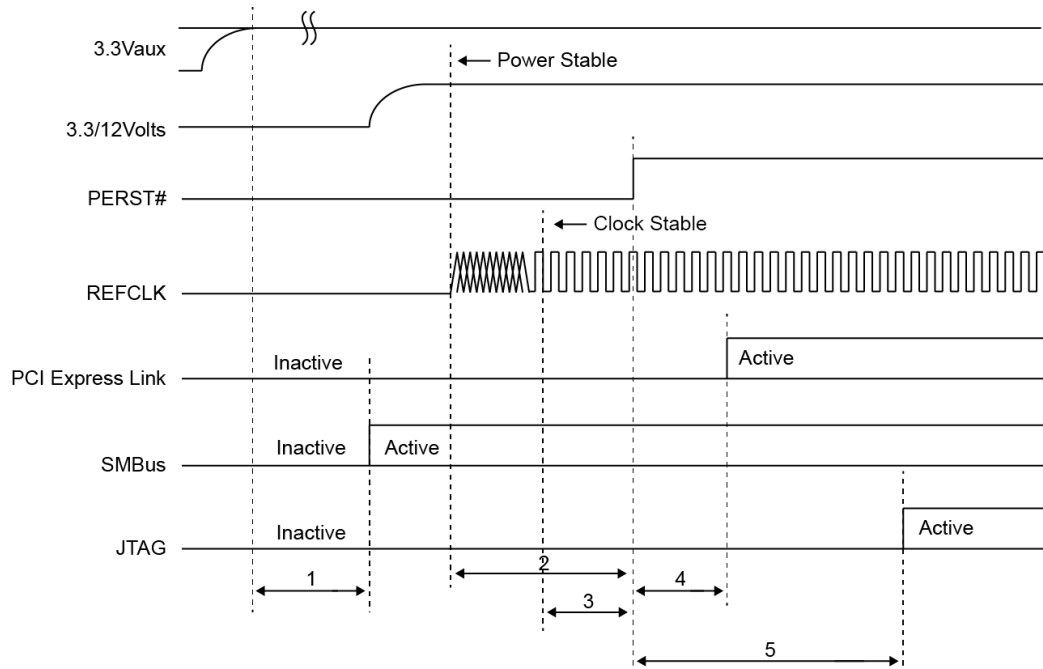 3.3Vaux
Power Stable
3.3/12Volts
PERST#
Clock Stable
REFCLK
Inactive
Active
PCI Express Link
Inactive
Active
SMBus
Inactive
Active
JTAG
1
2
4
3
5